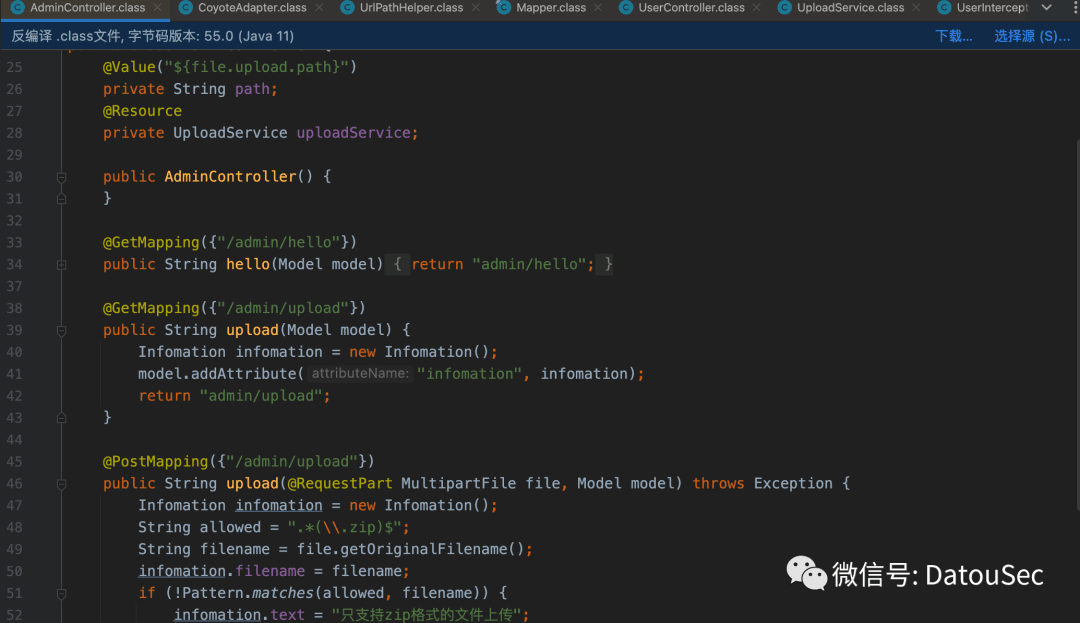 AdminController.class CoyoteAdapter.class UrlPathHelper.class Mapper.class UserController.class UploadService.class UserIntercept
反编译 .class文件, 字节码版本: 55.0 (Java 11) 下载... 选择源 (S)...
25 @Value("${file.upload.path}")
26 private String path;
27 @Resource
28 private UploadService uploadService;
29
30 public AdminController() {
31 }
32
33 @GetMapping({"/admin/hello"})
34 public String hello(Model model) { return "admin/hello"; }
37
38 @GetMapping({"/admin/upload"})
39 public String upload(Model model) {
40 Infomation infomation = new Infomation();
41 model.addAttribute( attributeName: "infomation", infomation);
42 return "admin/upload";
43 }
44
45 @PostMapping({"/admin/upload"})
46 public String upload(@RequestPart MultipartFile file, Model model) throws Exception {
47 Infomation infomation = new Infomation();
48 String allowed = ".*(\\.zip)$";
49 String filename = file.getOriginalFilename();
50 infomation.filename = filename;
51 if (!Pattern.matches(allowed, filename)) {
52 infomation.text = "只支持zip格式的文件上传";
微信号: DatouSec